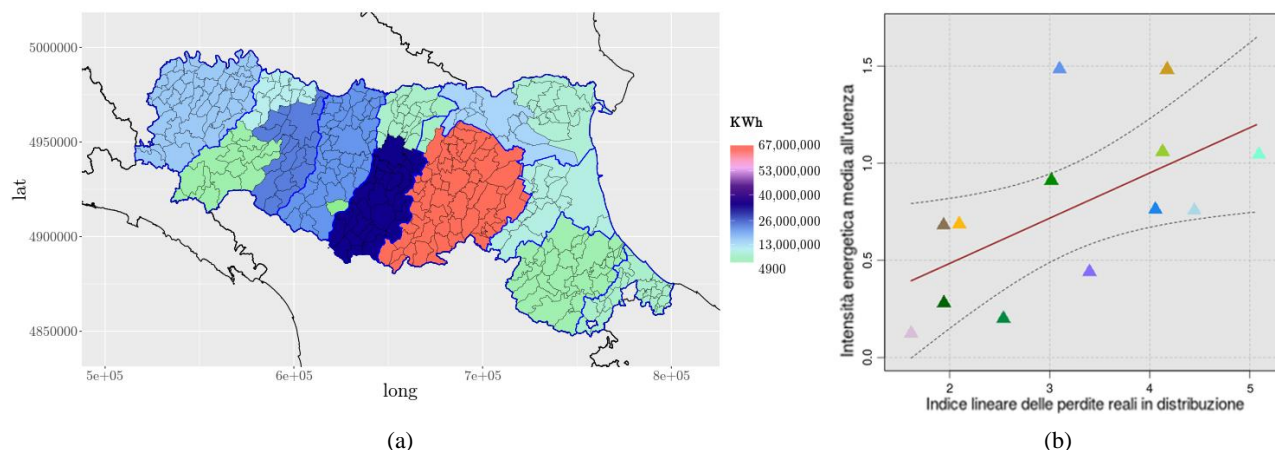 5000000
4950000
4900000
4850000
lat
5e+05
6e+05
7e+05
8e+05
long
KWh
67,000,000
53,000,000
40,000,000
26,000,000
13,000,000
4900
(a)
Intensità energetica media all'utenza
1.5
1.0
0.5
0.0
2
3
4
5
Indice lineare delle perdite reali in distribuzione
(b)